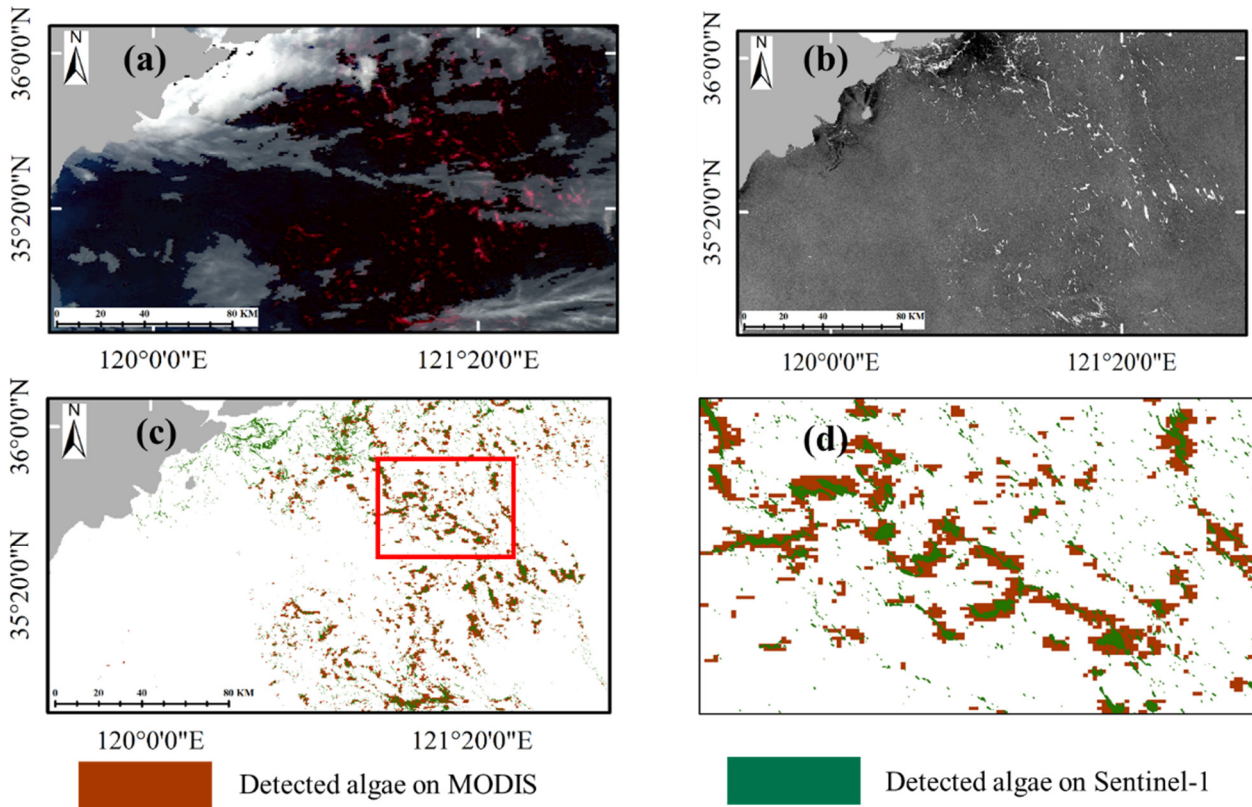 N
(a)
36°0'0"N
35°20'0"N
0 20 40 80 KM
120°0'0"E 121°20'0"E
N
(b)
36°0'0"N
35°20'0"N
0 20 40 80 KM
120°0'0"E 121°20'0"E
N
(c)
36°0'0"N
35°20'0"N
0 20 40 80 KM
120°0'0"E 121°20'0"E
(d)
Detected algae on MODIS
Detected algae on Sentinel-1